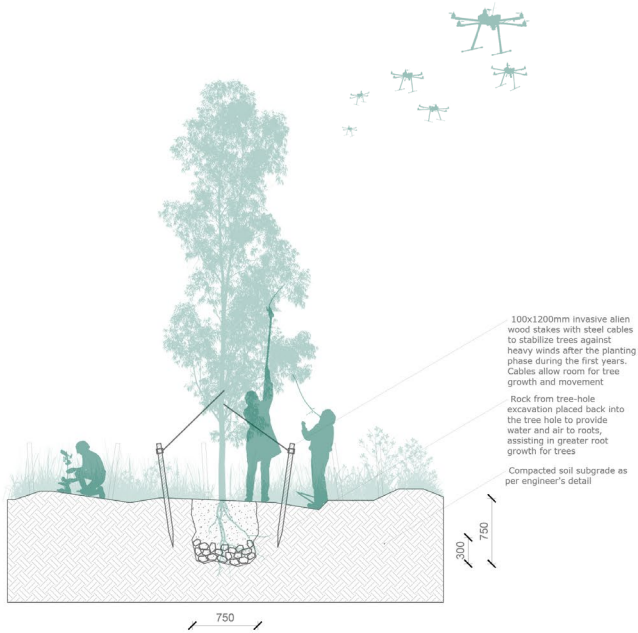 100x1200mm invasive alien
wood stakes with steel cables
to stabilize trees against
heavy winds after the planting
phase during the first years.
Cables allow room for tree
growth and movement
Rock from tree-hole
excavation placed back into
the tree hole to provide
water and air to roots,
assisting in greater root
growth for trees
Compacted soil subgrade as
per engineer's detail
300
750
750